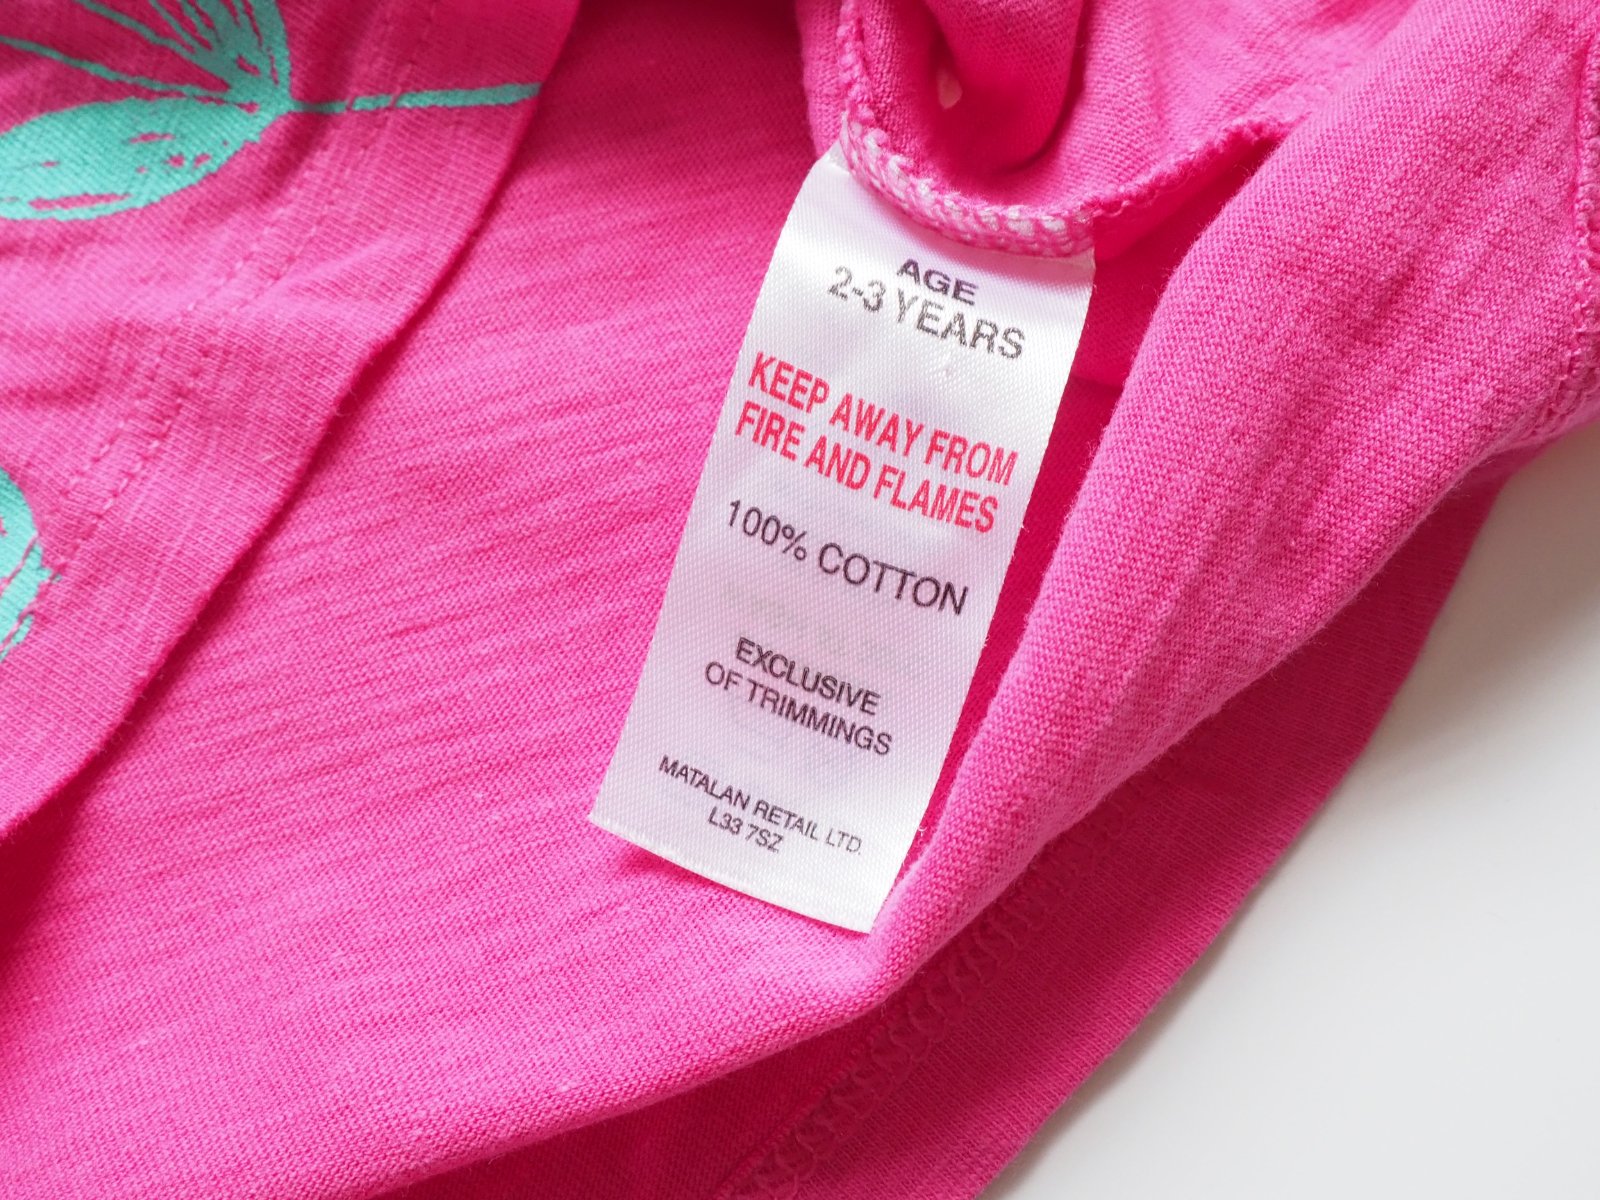 AGE
2-3 YEARS
KEEP AWAY FROM
FIRE AND FLAMES
100% COTTON
EXCLUSIVE
OF TRIMMINGS
MATALAN RETAIL LTD.
L33 7SZ